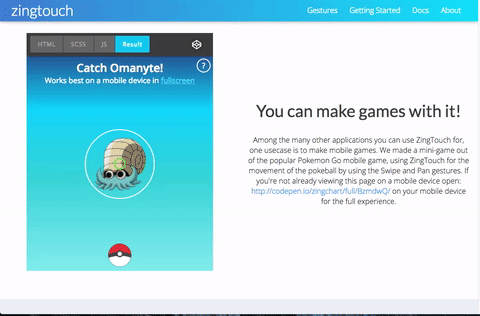 zingtouch
Gestures Getting Started Docs About
HTML SCSS JS Result
Catch Omanyte!
?
Works best on a mobile device in fullscreen
You can make games with it!
Among the many other applications you can use ZingTouch for,
one usecase is to make mobile games. We made a mini-game out
of the popular Pokemon Go mobile game, using ZingTouch for the
movement of the pokeball by using the Swipe and Pan gestures. If
you're not already viewing this page on a mobile device open:
http://codepen.io/zingchart/full/BzmdwQ/ on your mobile device
for the full experience.